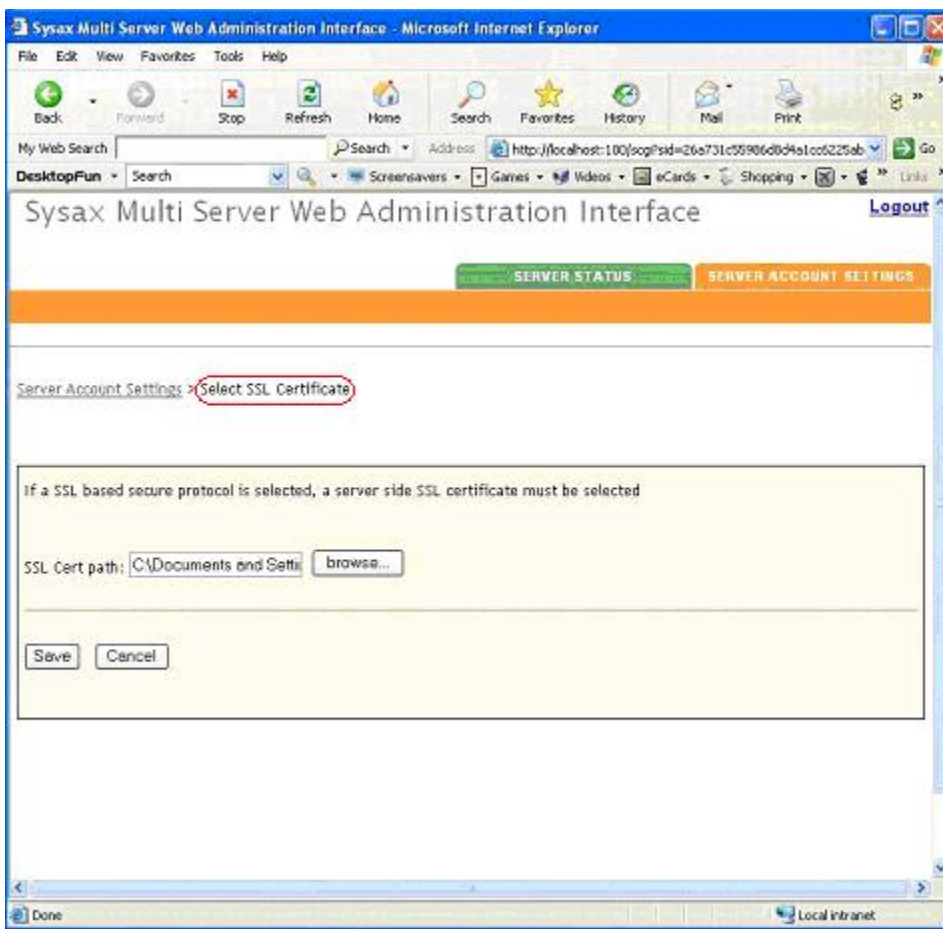 Sysax Multi Server Web Administration Interface - Microsoft Internet Explorer
File Edit View Favorites Tools Help
Back Forward Stop Refresh Home Search Favorites History Mail Print
My Web Search Search Address Go
DesktopFun Search Screensavers Games Videos eCards Shopping Links
Sysax Multi Server Web Administration Interface Logout
SERVER STATUS SERVER ACCOUNT SETTINGS
Server Account Settings > Select SSL Certificate
If a SSL based secure protocol is selected, a server side SSL certificate must be selected
SSL Cert path: C:\Documents and Setti browse...
Save Cancel
Done Local intranet